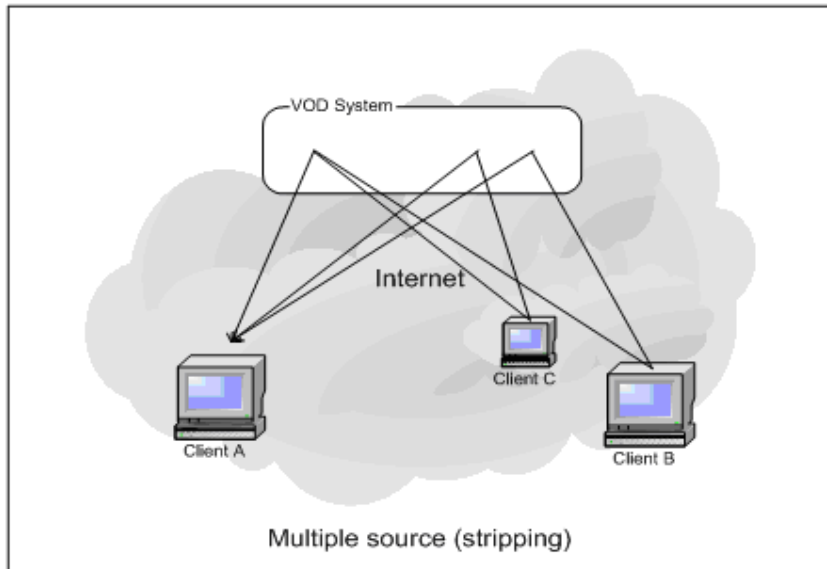 VOD System
Internet
Client C
Client A
Client B
Multiple source (stripping)